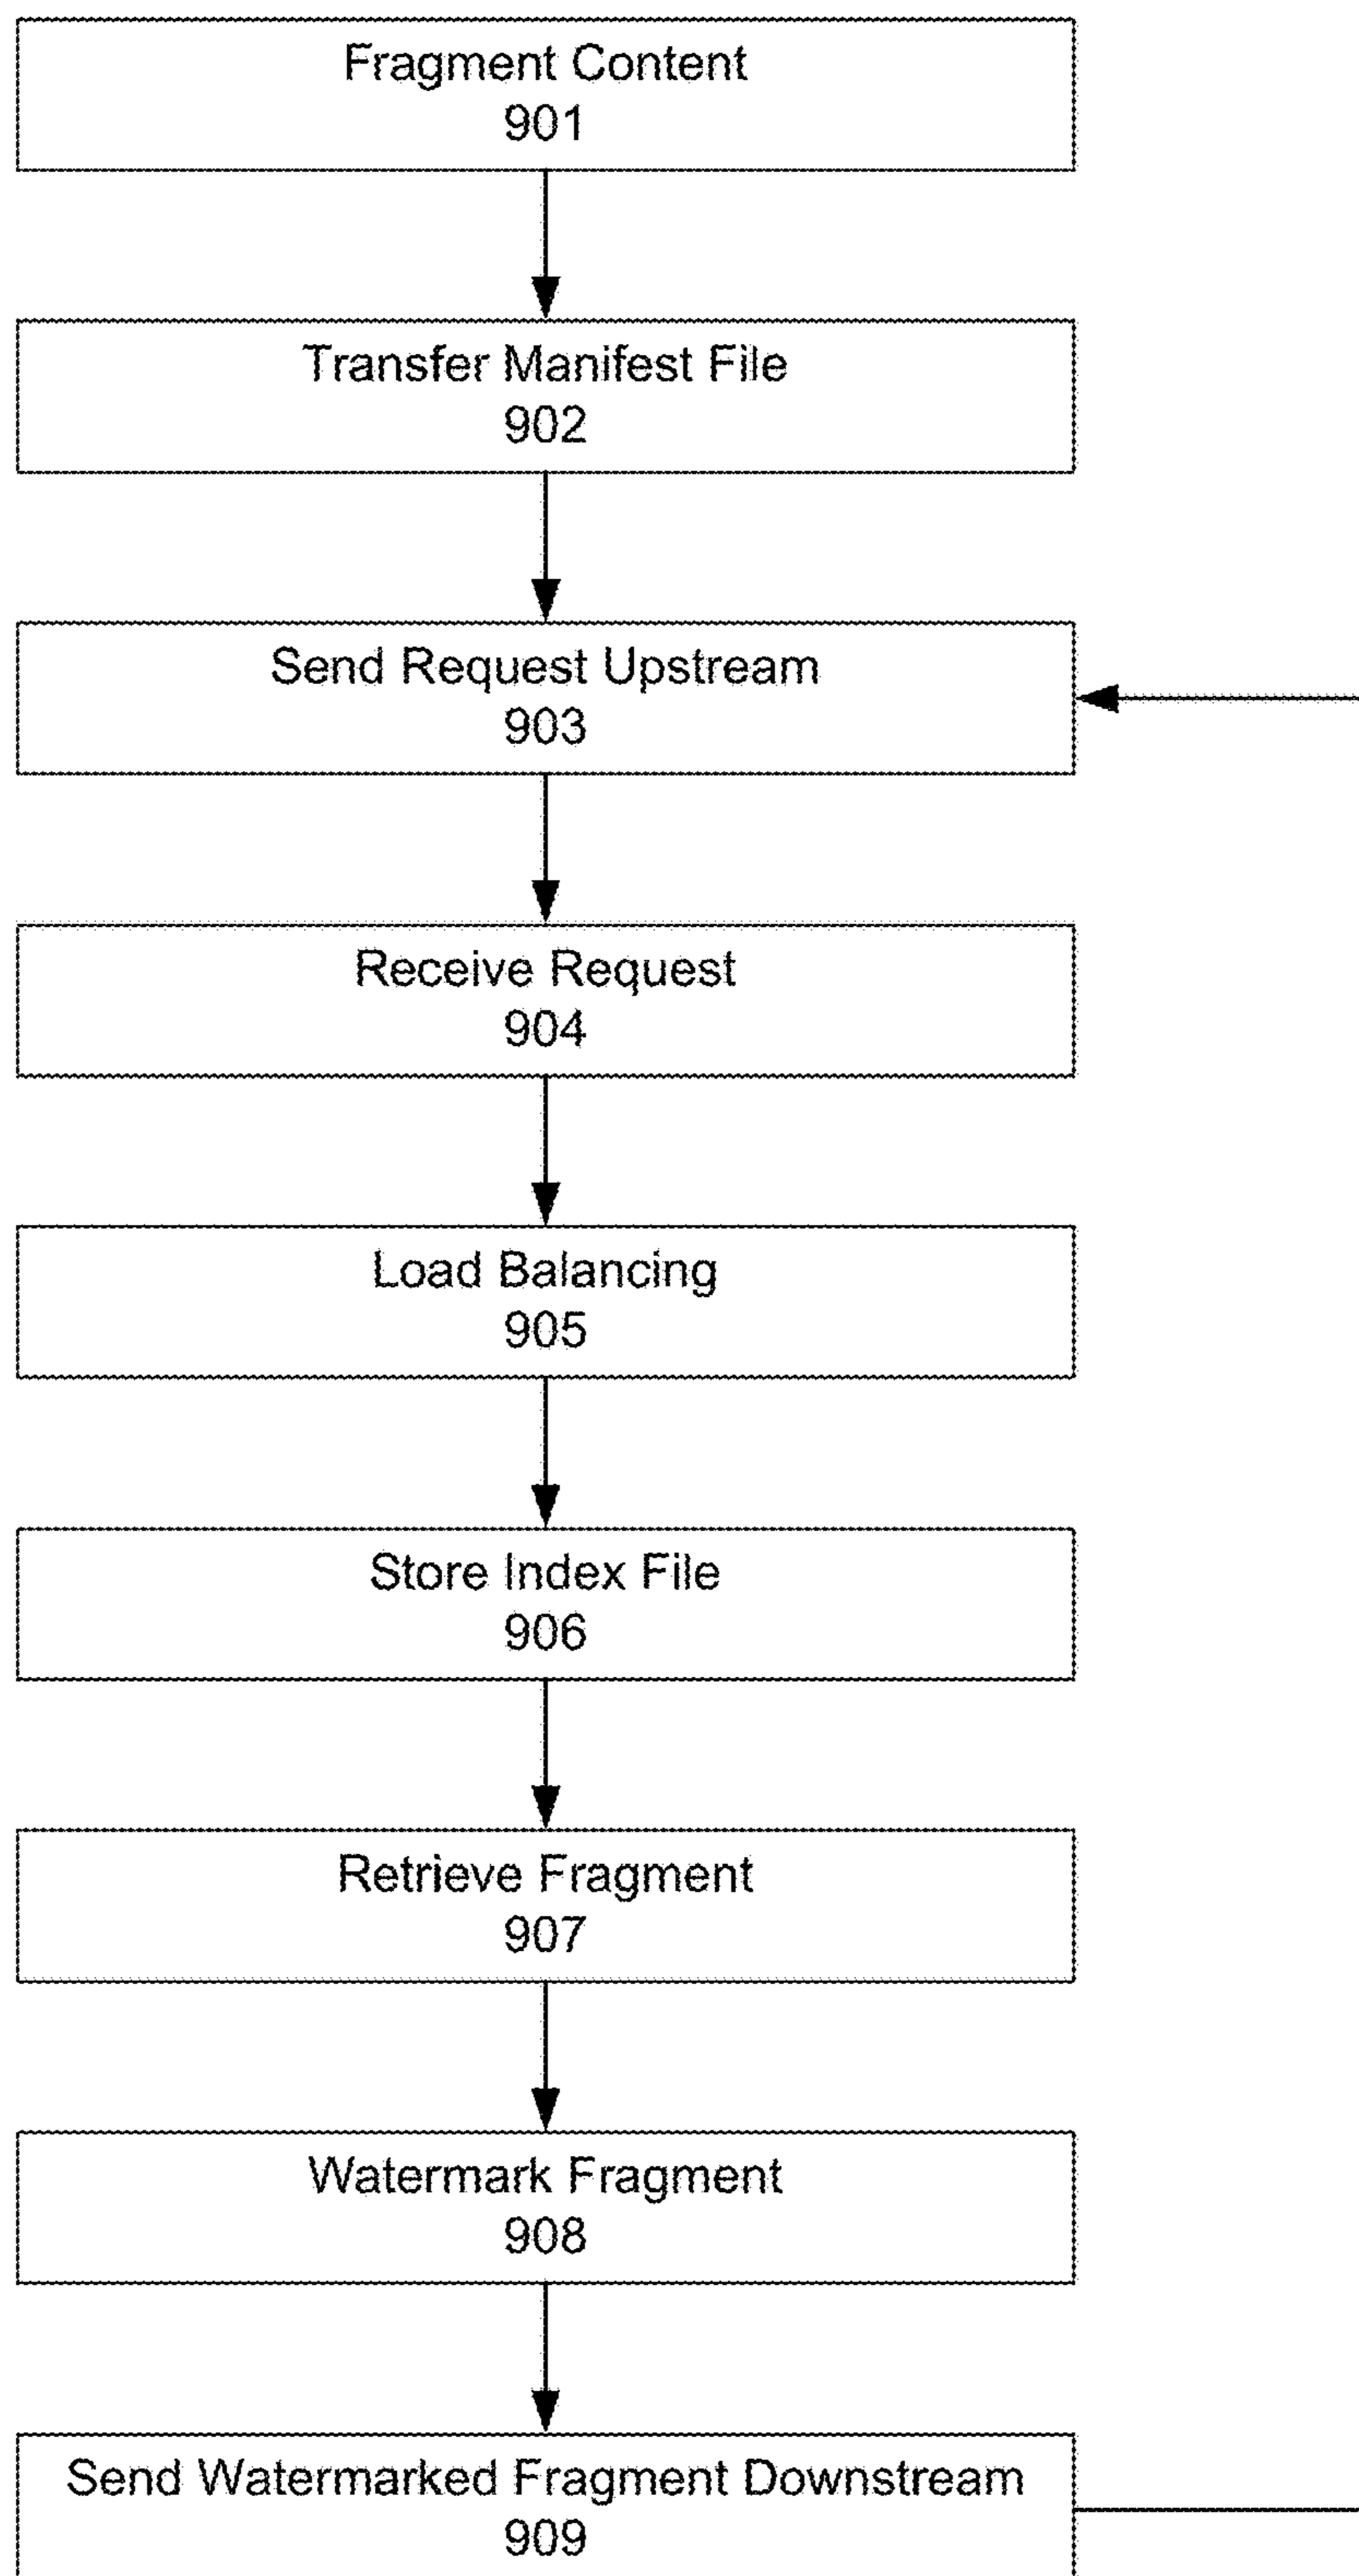 Fragment Content
901
Transfer Manifest File
902
Send Request Upstream
903
Receive Request
904
Load Balancing
905
Store Index File
906
Retrieve Fragment
907
Watermark Fragment
908
Send Watermarked Fragment Downstream
909